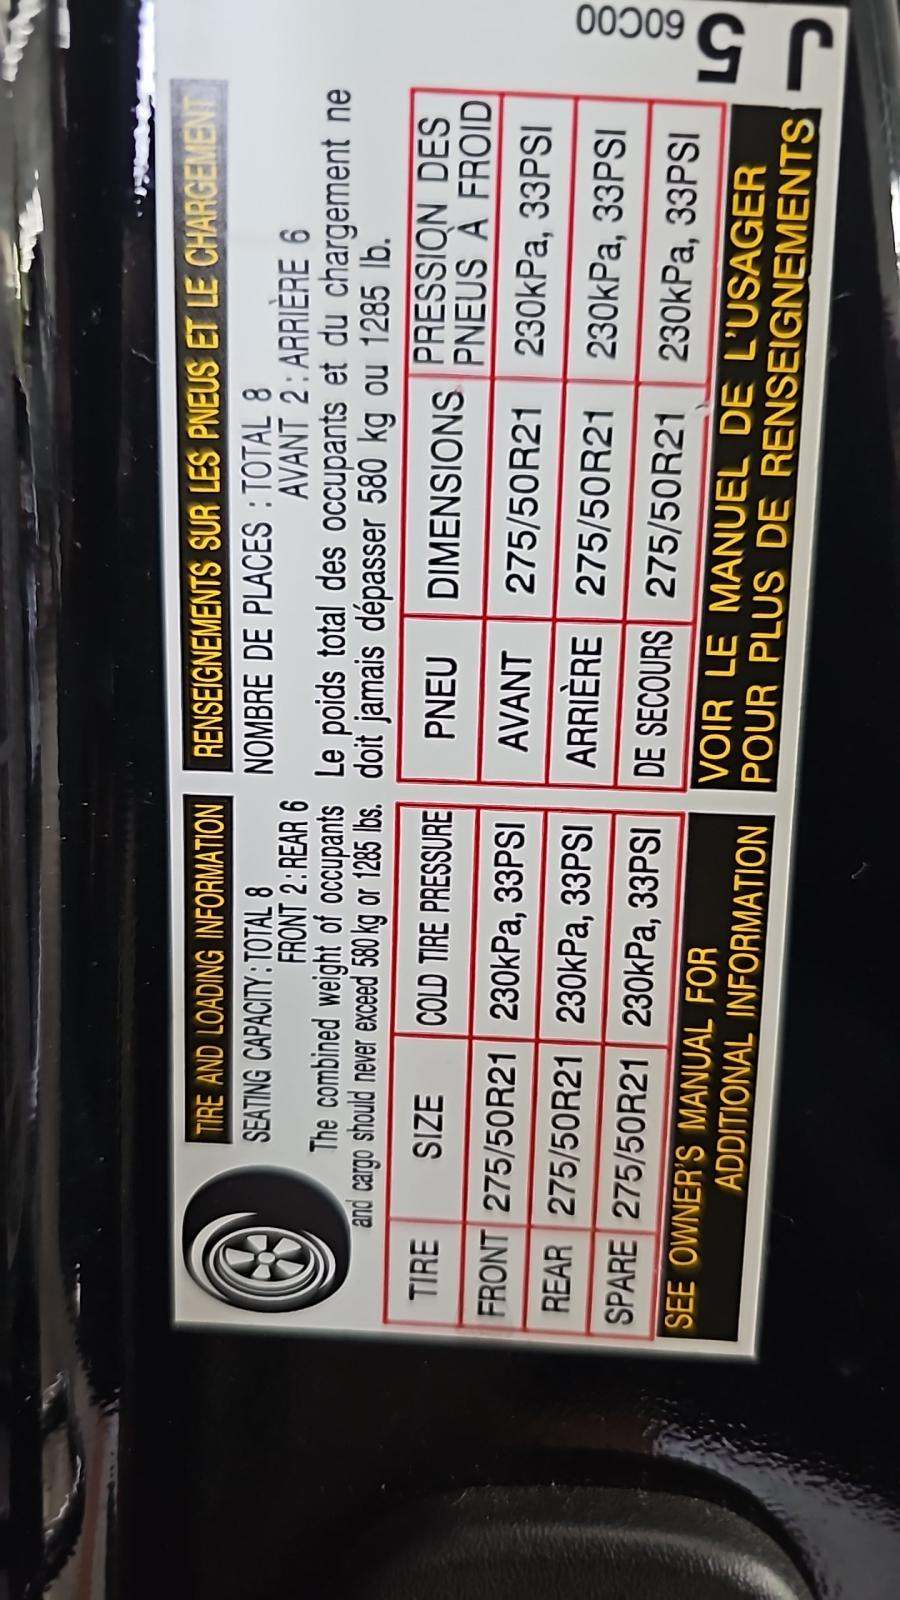 TIRE AND LOADING INFORMATION
SEATING CAPACITY : TOTAL 8
FRONT 2 : REAR 6
The combined weight of occupants
and cargo should never exceed 580 kg or 1285 lbs.
TIRE SIZE COLD TIRE PRESSURE
FRONT 275/50R21 230kPa, 33PSI
REAR 275/50R21 230kPa, 33PSI
SPARE 275/50R21 230kPa, 33PSI
SEE OWNER'S MANUAL FOR
ADDITIONAL INFORMATION
RENSEIGNEMENTS SUR LES PNEUS ET LE CHARGEMENT
NOMBRE DE PLACES : TOTAL 8
AVANT 2 : ARRIÈRE 6
Le poids total des occupants et du chargement ne
doit jamais dépasser 580 kg ou 1285 lb.
PNEU DIMENSIONS PRESSION DES
PNEUS À FROID
AVANT 275/50R21 230kPa, 33PSI
ARRIÈRE 275/50R21 230kPa, 33PSI
DE SECOURS 275/50R21 230kPa, 33PSI
VOIR LE MANUEL DE L'USAGER
POUR PLUS DE RENSEIGNEMENTS
60C00
5
J